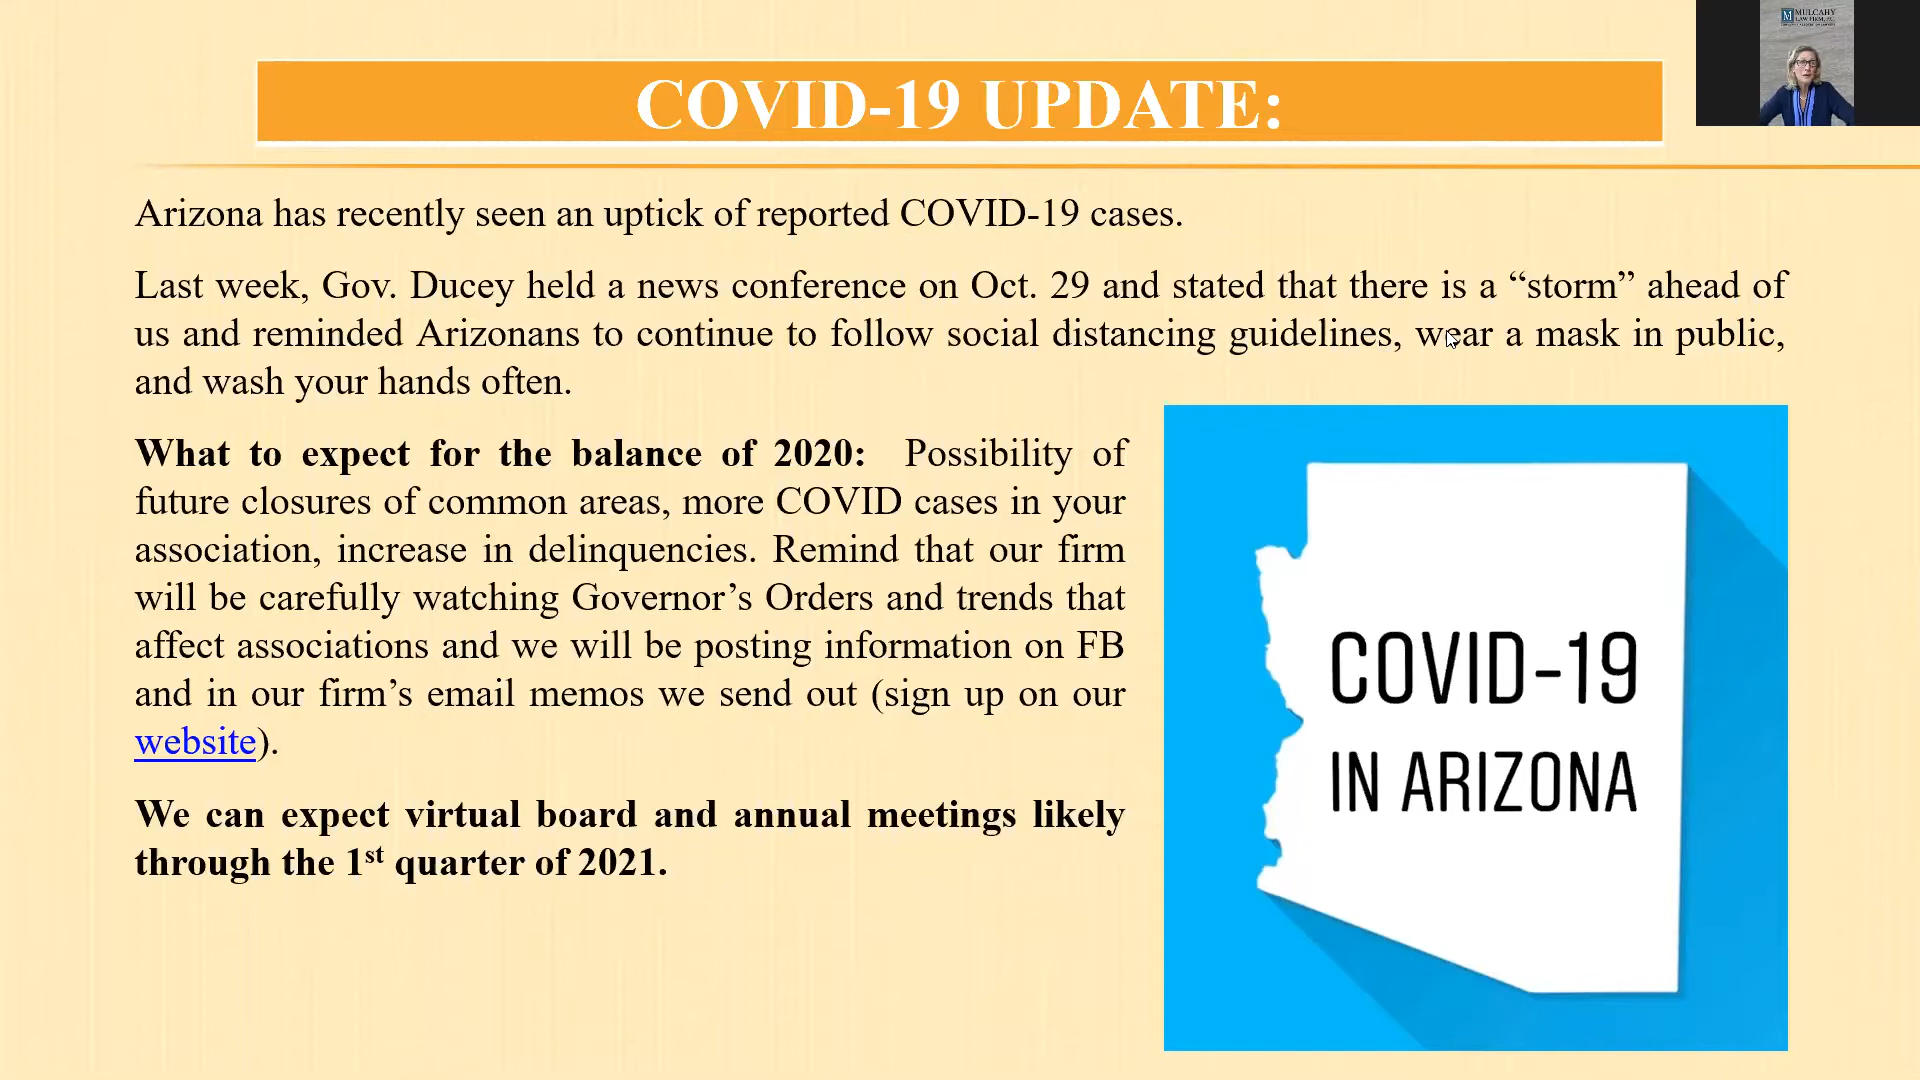 MULCAHY
LAW FIRM, P.C.
COVID-19 UPDATE:
Arizona has recently seen an uptick of reported COVID-19 cases.
Last week, Gov. Ducey held a news conference on Oct. 29 and stated that there is a “storm” ahead of
us and reminded Arizonans to continue to follow social distancing guidelines, wear a mask in public,
and wash your hands often.
What to expect for the balance of 2020: Possibility of
future closures of common areas, more COVID cases in your
association, increase in delinquencies. Remind that our firm
will be carefully watching Governor’s Orders and trends that
affect associations and we will be posting information on FB
and in our firm’s email memos we send out (sign up on our
website).
We can expect virtual board and annual meetings likely
through the 1st quarter of 2021.
COVID-19
IN ARIZONA